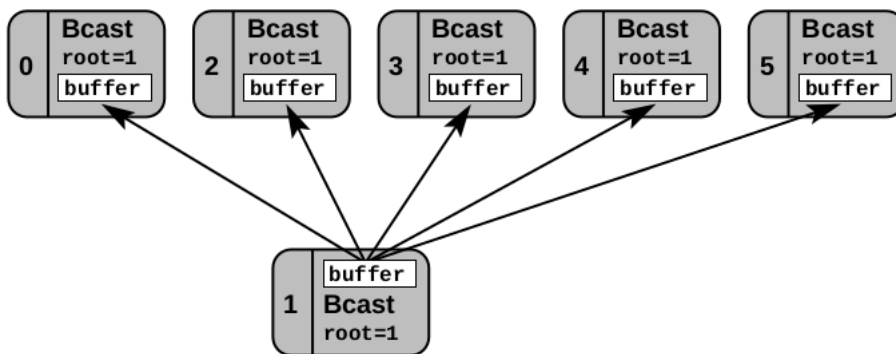 0
Bcast
root=1
buffer
2
Bcast
root=1
buffer
3
Bcast
root=1
buffer
4
Bcast
root=1
buffer
5
Bcast
root=1
buffer
1
buffer
Bcast
root=1